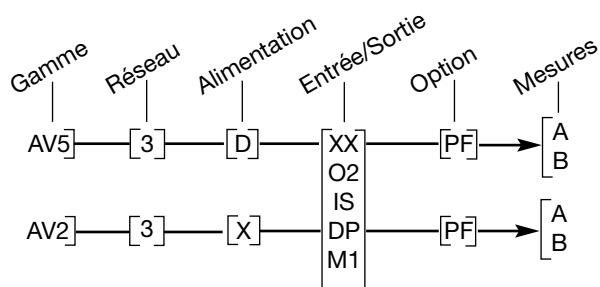 Gamme Réseau Alimentation Entrée/Sortie Option Mesures
AV5 3 D XX PF A
B
O2
IS
AV2 3 X DP PF A
B
M1